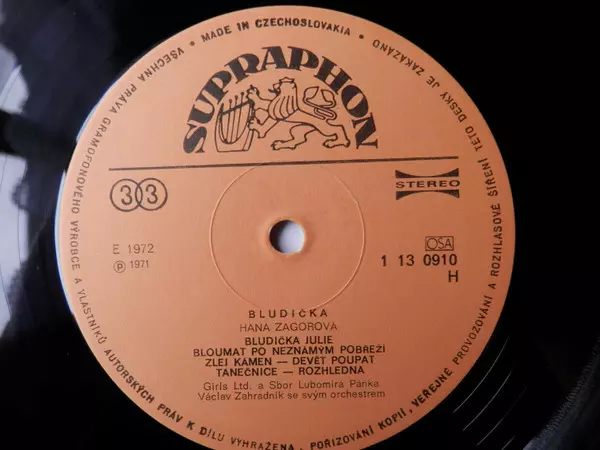 VŠECHNA PRÁVA GRAMOFONOVÉHO VÝROBCE A VLASTNÍKŮ AUTORSKÝCH PRÁV K DÍLU VYHRAŽENA. POŘIZOVÁNÍ KOPIÍ, VEŘEJNÉ PROVOZOVÁNÍ A ROZHLASOVÉ ŠÍŘENÍ TÉTO DESKY JE ZAKÁZÁNO • MADE IN CZECHOSLOVAKIA •
SUPRAPHON
33
STEREO
E 1972
℗ 1971
OSA
1 13 0910
H
BLUDIČKA
HANA ZAGOROVÁ
BLUDIČKA JULIE
BLOUMAT PO NEZNÁMÝM POBŘEŽÍ
ZLEJ KÁMEN — DEVĚT POUPAT
TANEČNICE — ROZHLEDNA
Girls Ltd. a Sbor Lubomíra Pánka
Václav Zahradník se svým orchestrem